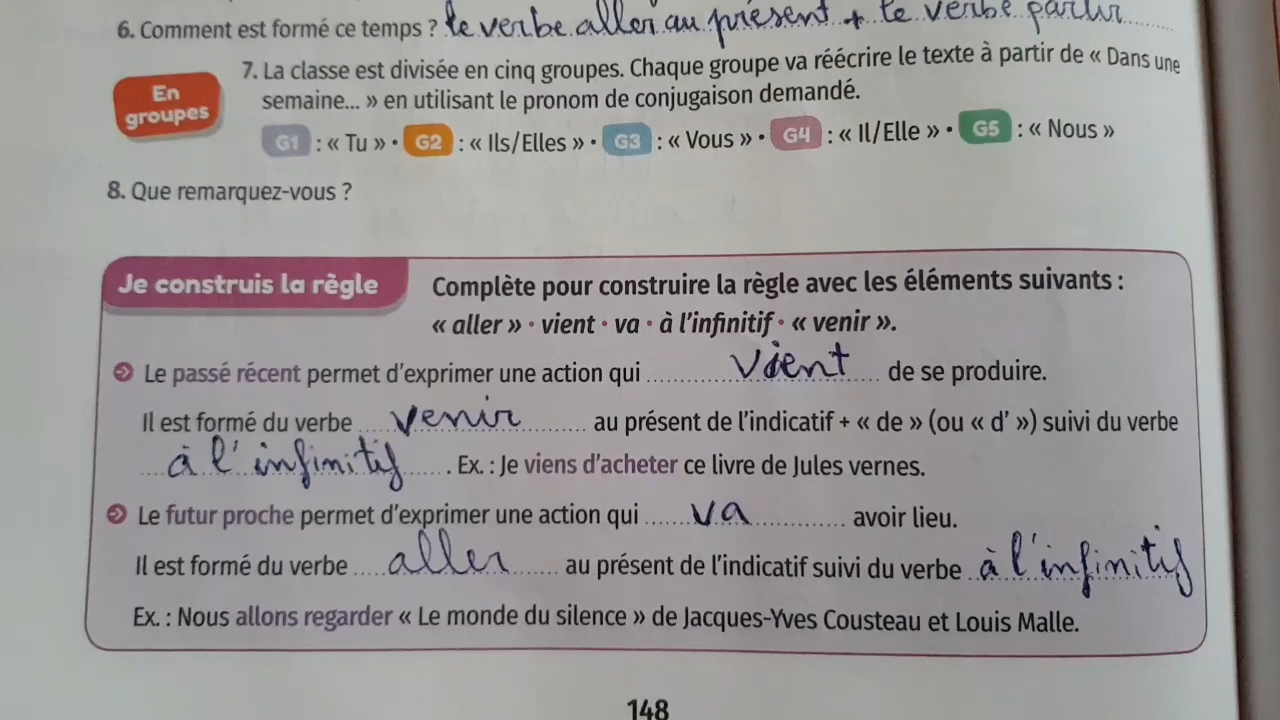 6. Comment est formé ce temps ? le verbe aller au présent + le verbe partir
7. La classe est divisée en cinq groupes. Chaque groupe va réécrire le texte à partir de « Dans une
En groupes
semaine... » en utilisant le pronom de conjugaison demandé.
G1 : « Tu » • G2 : « Ils/Elles » • G3 : « Vous » • G4 : « Il/Elle » • G5 : « Nous »
8. Que remarquez-vous ?
Je construis la règle
Complète pour construire la règle avec les éléments suivants :
« aller » • vient • va • à l'infinitif • « venir ».
Le passé récent permet d'exprimer une action qui vient de se produire.
Il est formé du verbe venir au présent de l'indicatif + « de » (ou « d' ») suivi du verbe
à l'infinitif. Ex. : Je viens d'acheter ce livre de Jules vernes.
Le futur proche permet d'exprimer une action qui va avoir lieu.
Il est formé du verbe aller au présent de l'indicatif suivi du verbe à l'infinitif
Ex. : Nous allons regarder « Le monde du silence » de Jacques-Yves Cousteau et Louis Malle.
148